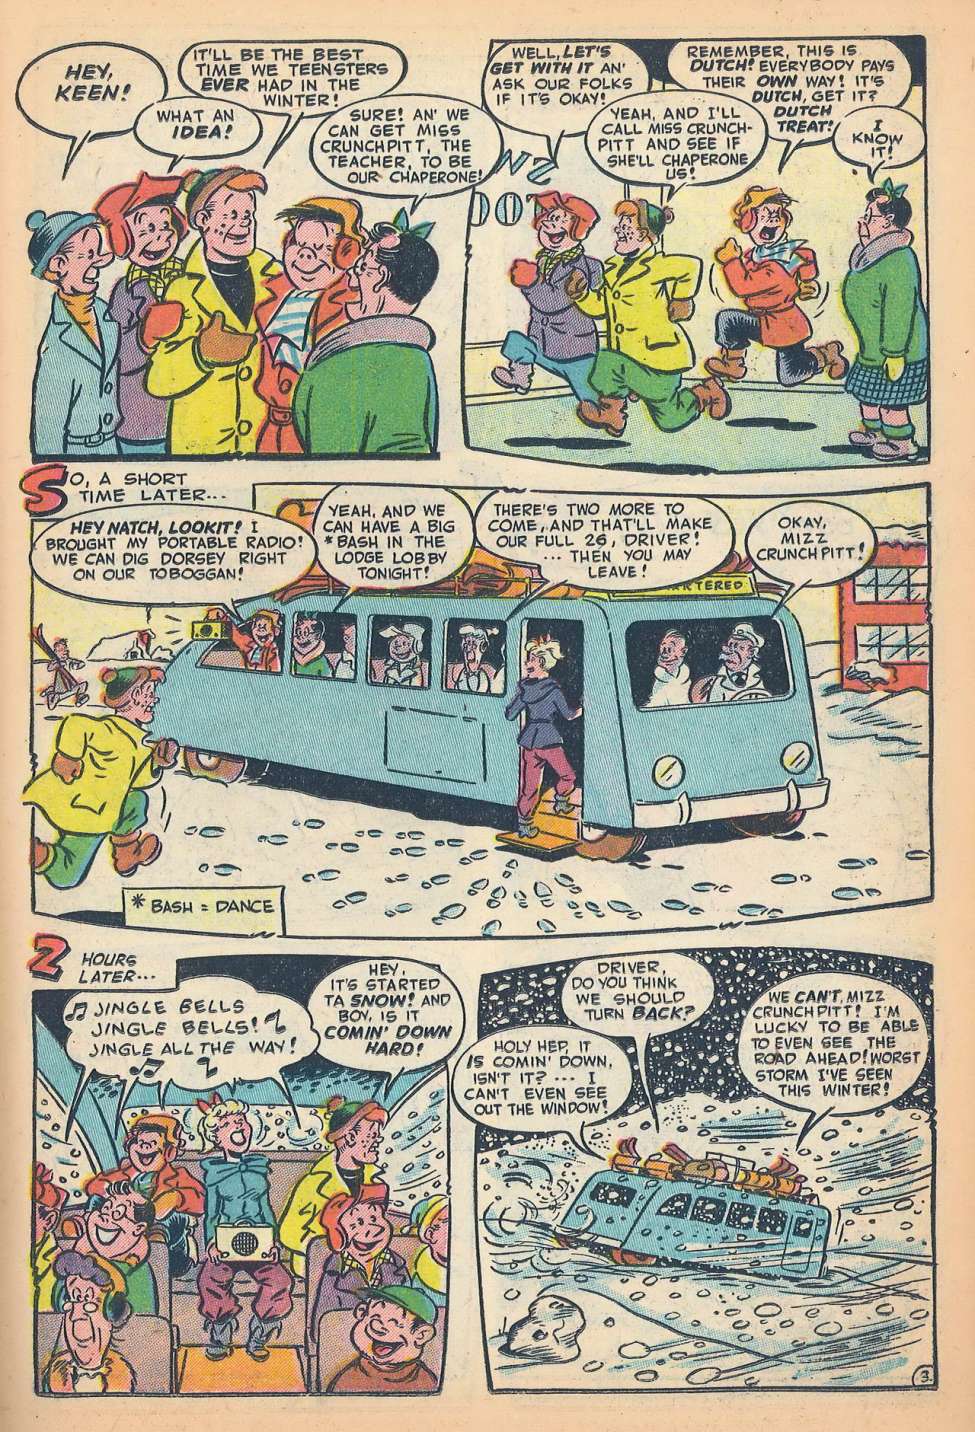 HEY,
KEEN!
WHAT AN
IDEA!
IT'LL BE THE BEST
TIME WE TEENSTERS
EVER HAD IN THE
WINTER!
SURE! AN' WE
CAN GET MISS
CRUNCHPITT, THE
TEACHER, TO BE
OUR CHAPERONE!
WELL, LET'S
GET WITH IT AN'
ASK OUR FOLKS
IF IT'S OKAY!
YEAH, AND I'LL
CALL MISS CRUNCH-
PITT AND SEE IF
SHE'LL CHAPERONE
US!
REMEMBER, THIS IS
DUTCH! EVERYBODY PAYS
THEIR OWN WAY! IT'S
DUTCH, GET IT?
DUTCH
TREAT!
I
KNOW
IT!
SO, A SHORT
TIME LATER...
HEY NATCH, LOOKIT! I
BROUGHT MY PORTABLE RADIO!
WE CAN DIG DORSEY RIGHT
ON OUR TOBOGGAN!
YEAH, AND WE
CAN HAVE A BIG
*BASH IN THE
LODGE LOBBY
TONIGHT!
THERE'S TWO MORE TO
COME, AND THAT'LL MAKE
OUR FULL 26, DRIVER!
... THEN YOU MAY
LEAVE!
OKAY,
MIZZ
CRUNCHPITT!
ARTERED
* BASH = DANCE
2 HOURS
LATER...
JINGLE BELLS
JINGLE BELLS!
JINGLE ALL THE WAY!
HEY,
IT'S STARTED
TA SNOW! AND
BOY, IS IT
COMIN' DOWN
HARD!
HOLY HEP, IT
IS COMIN' DOWN,
ISN'T IT?... I
CAN'T EVEN SEE
OUT THE WINDOW!
DRIVER,
DO YOU THINK
WE SHOULD
TURN BACK?
WE CAN'T, MIZZ
CRUNCHPITT! I'M
LUCKY TO BE ABLE
TO EVEN SEE THE
ROAD AHEAD! WORST
STORM I'VE SEEN
THIS WINTER!
3.